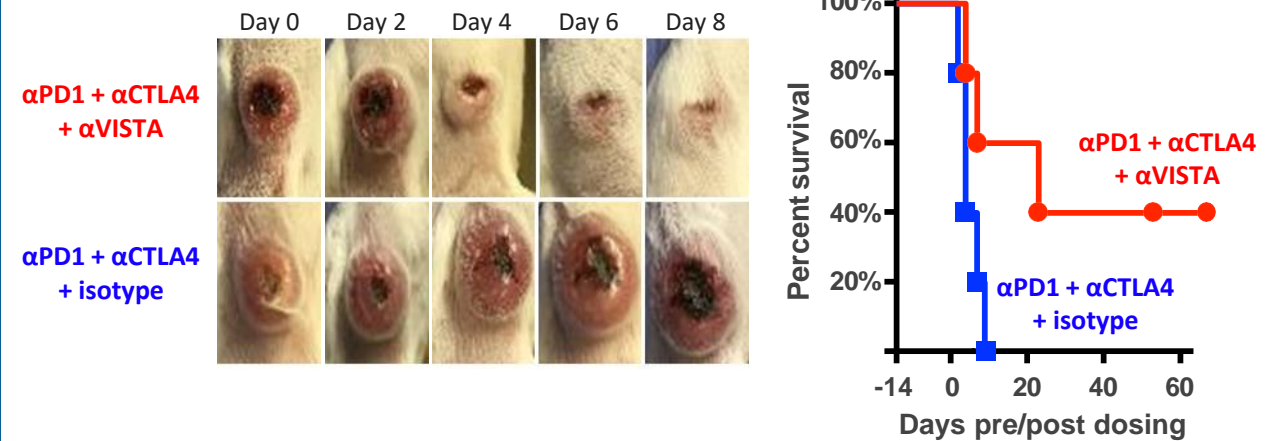 Day 0 Day 2 Day 4 Day 6 Day 8
αPD1 + αCTLA4
+ αVISTA
αPD1 + αCTLA4
+ isotype
Percent survival
100%
80%
60%
40%
20%
αPD1 + αCTLA4
+ αVISTA
αPD1 + αCTLA4
+ isotype
-14 0 20 40 60
Days pre/post dosing